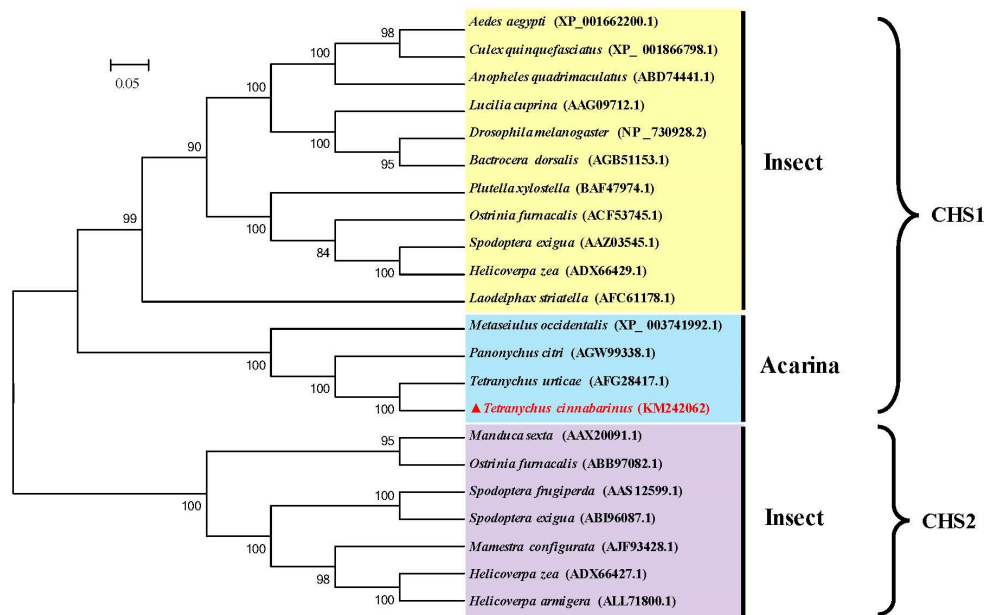 98
Aedes aegypti (XP_001662200.1)
100
Culex quinquefasciatus (XP_ 001866798.1)
0.05
Anopheles quadrimaculatus (ABD74441.1)
100
Lucilia cuprina (AAG09712.1)
100
Drosophila melanogaster (NP_730928.2)
90
95
Bactrocera dorsalis (AGB51153.1)
Insect
Plutella xylostella (BAF47974.1)
100
Ostrinia furnacalis (ACF53745.1)
CHS1
99
84
Spodoptera exigua (AAZ03545.1)
100
Helicoverpa zea (ADX66429.1)
Laodelphax striatella (AFC61178.1)
Metaseiulus occidentalis (XP_ 003741992.1)
100
Panonychus citri (AGW99338.1)
Acarina
100
Tetranychus urticae (AFG28417.1)
100
▲Tetranychus cinnabarinus (KM242062)
95
Manduca sexta (AAX20091.1)
Ostrinia furnacalis (ABB97082.1)
100
100
Spodoptera frugiperda (AAS12599.1)
Spodoptera exigua (ABI96087.1)
Insect
CHS2
100
Mamestra configurata (AJF93428.1)
98
Helicoverpa zea (ADX66427.1)
100
Helicoverpa armigera (ALL71800.1)